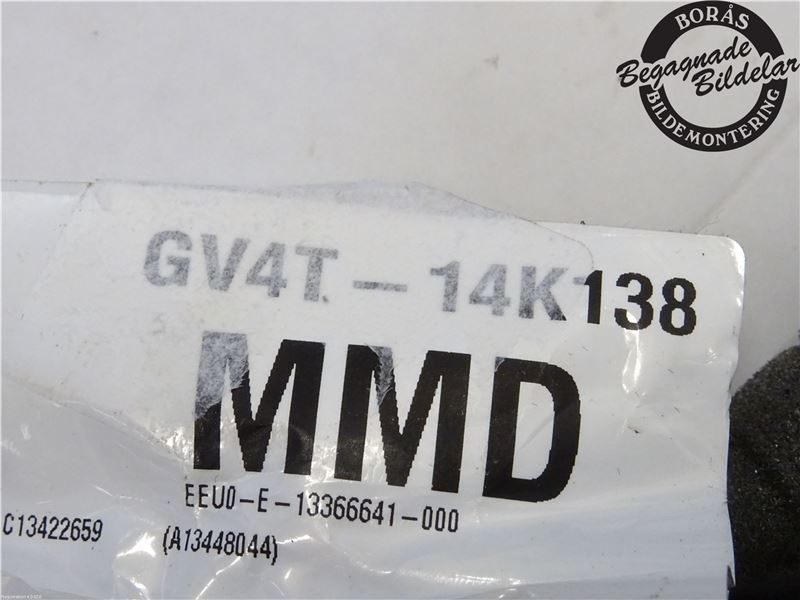 BORÅS
Begagnade
Bildelar
BILDEMONTERING
GV4T-14K138
MMD
EEU0-E-13366641-000
C13422659
(A13448044)